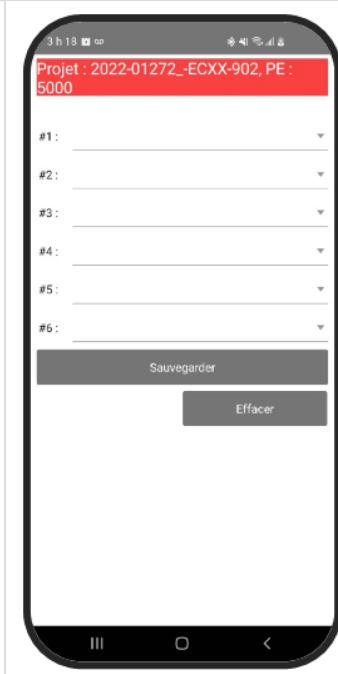 3 h 18
Projet : 2022-01272_-ECXX-902, PE :
5000
#1 :
#2 :
#3 :
#4 :
#5 :
#6 :
Sauvegarder
Effacer